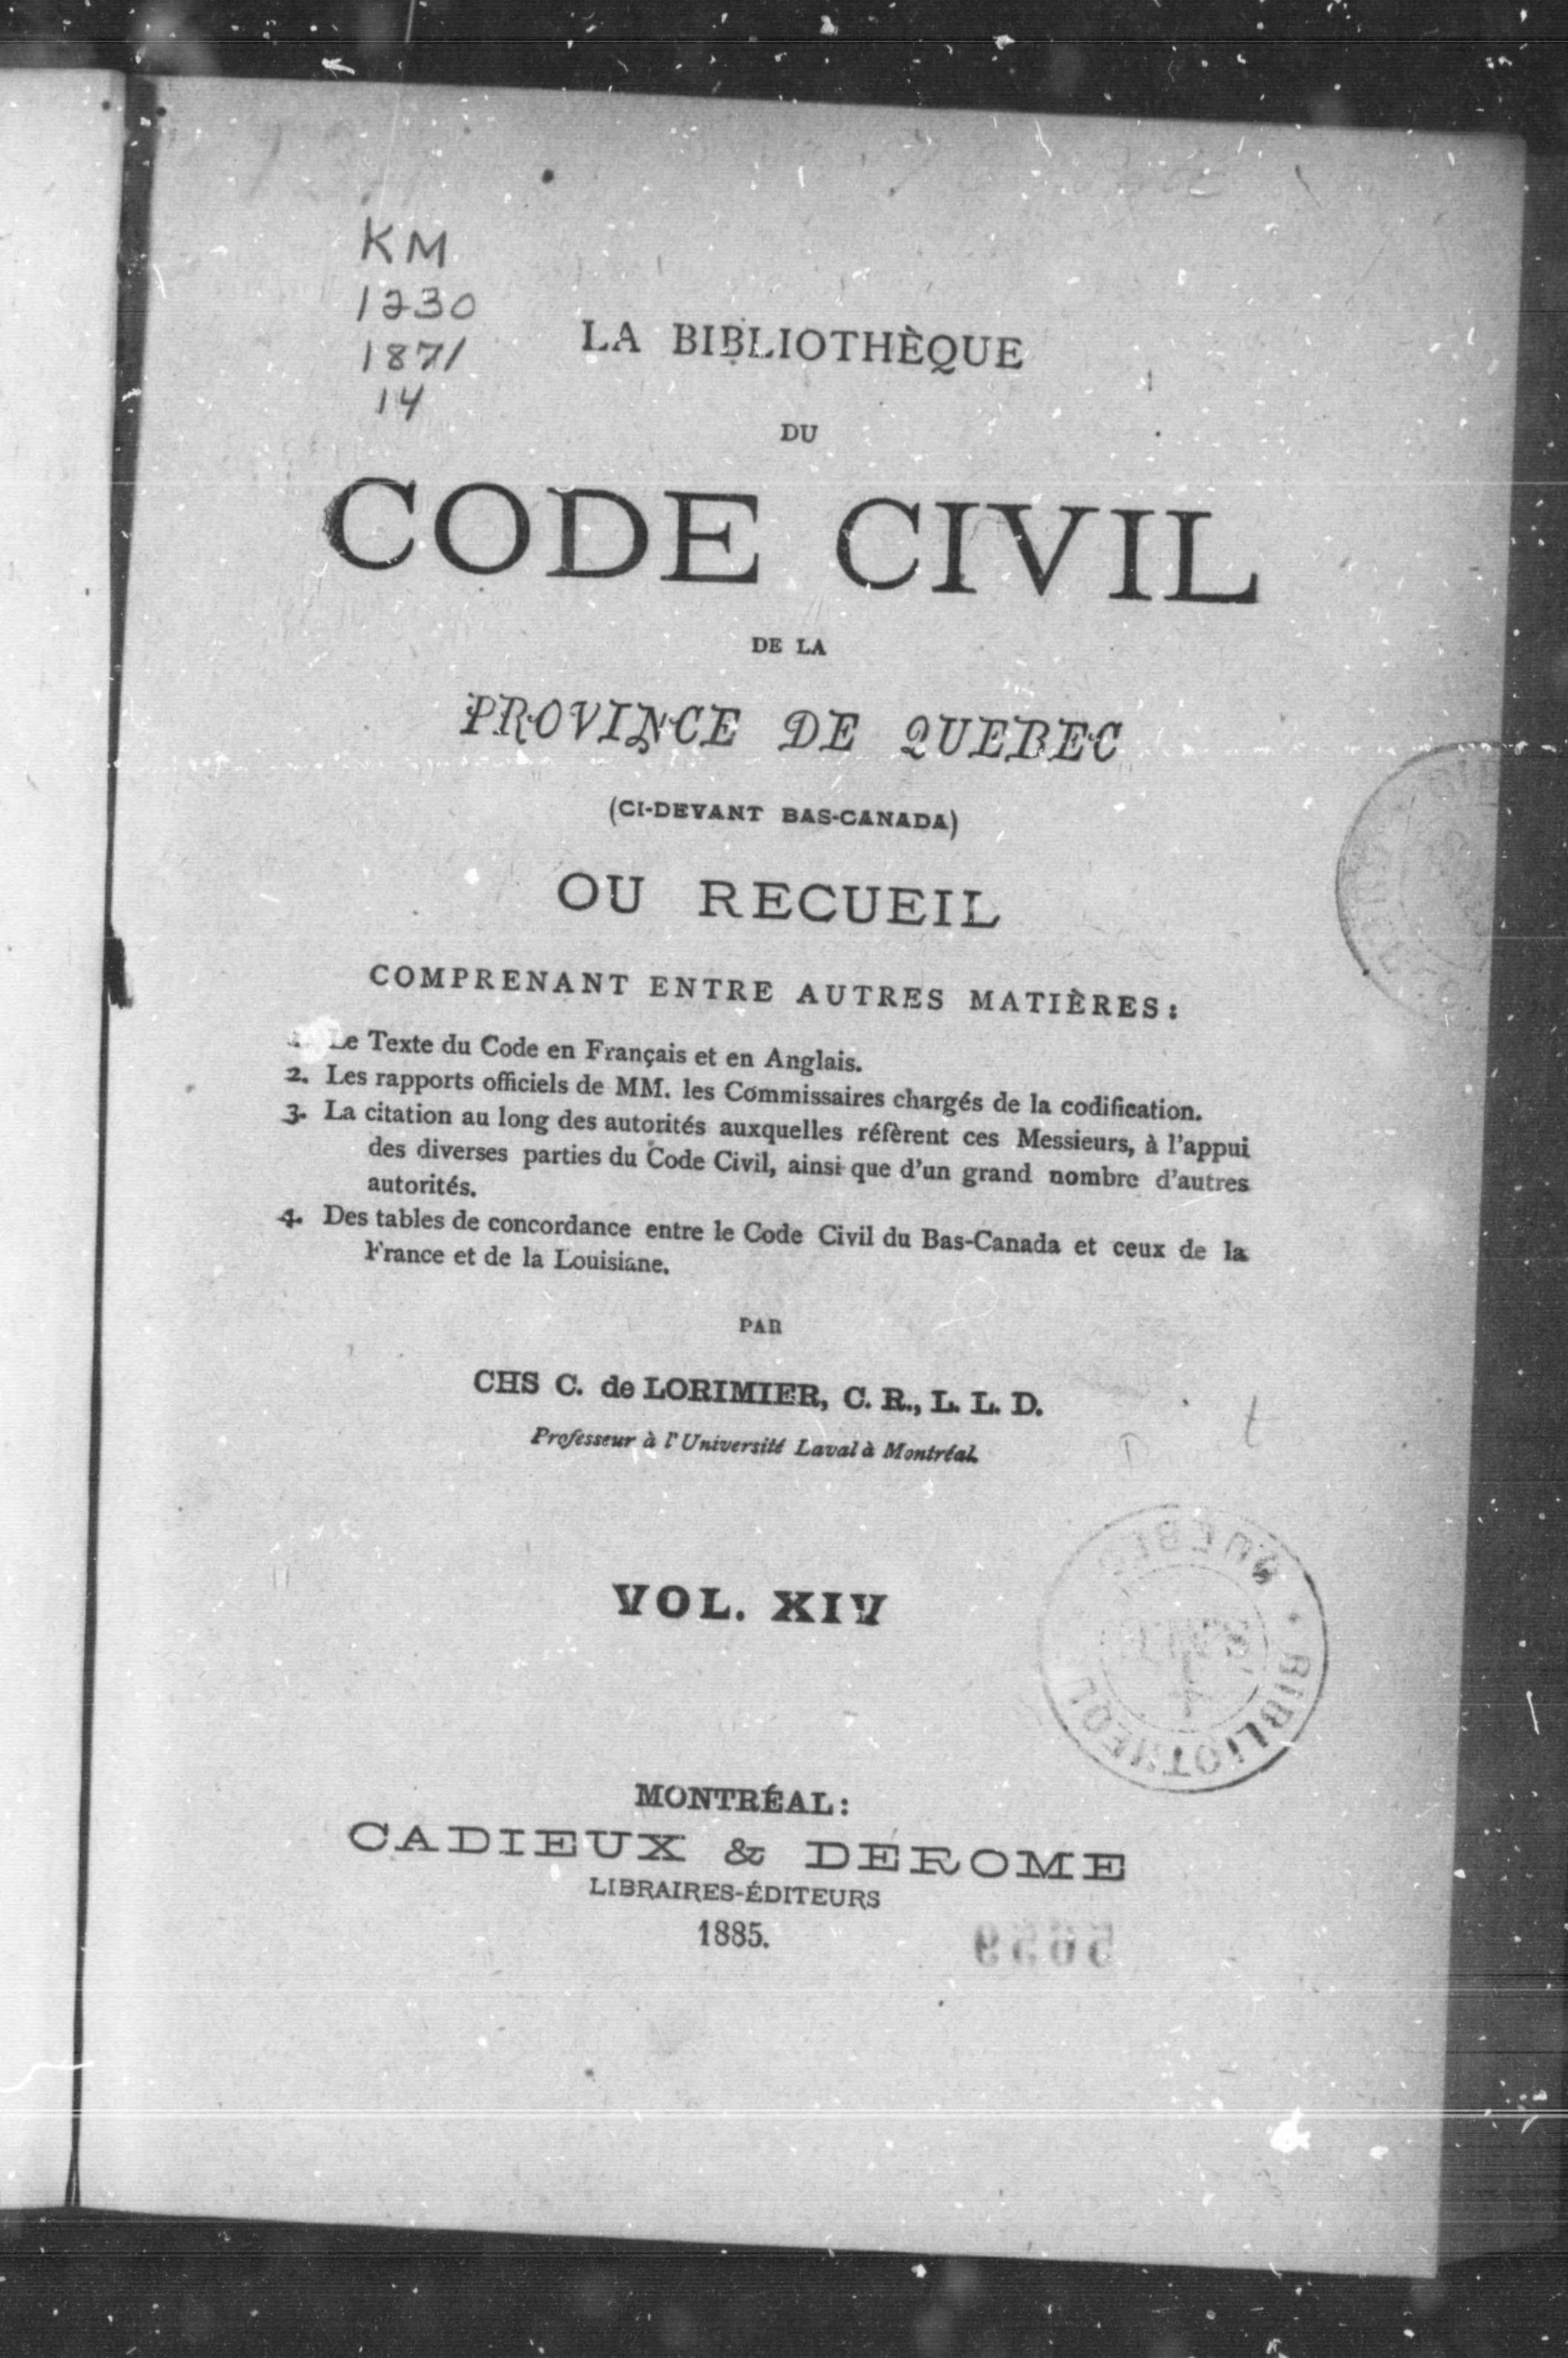 KM
1230
1871
14
LA BIBLIOTHÈQUE
DU
CODE CIVIL
DE LA
PROVINCE DE QUEBEC
(CI-DEVANT BAS-CANADA)
OU RECUEIL
COMPRENANT ENTRE AUTRES MATIÈRES:
Le Texte du Code en Français et en Anglais.
2. Les rapports officiels de MM. les Commissaires chargés de la codification.
3. La citation au long des autorités auxquelles réfèrent ces Messieurs, à l'appui
des diverses parties du Code Civil, ainsi que d'un grand nombre d'autres
autorités.
4. Des tables de concordance entre le Code Civil du Bas-Canada et ceux de la
France et de la Louisiane.
PAR
CHS C. de LORIMIER, C. R., L. L. D.
Professeur à l'Université Laval à Montréal.
VOL. XIV
MONTRÉAL:
CADIEUX & DEROME
LIBRAIRES-ÉDITEURS
1885.
5659